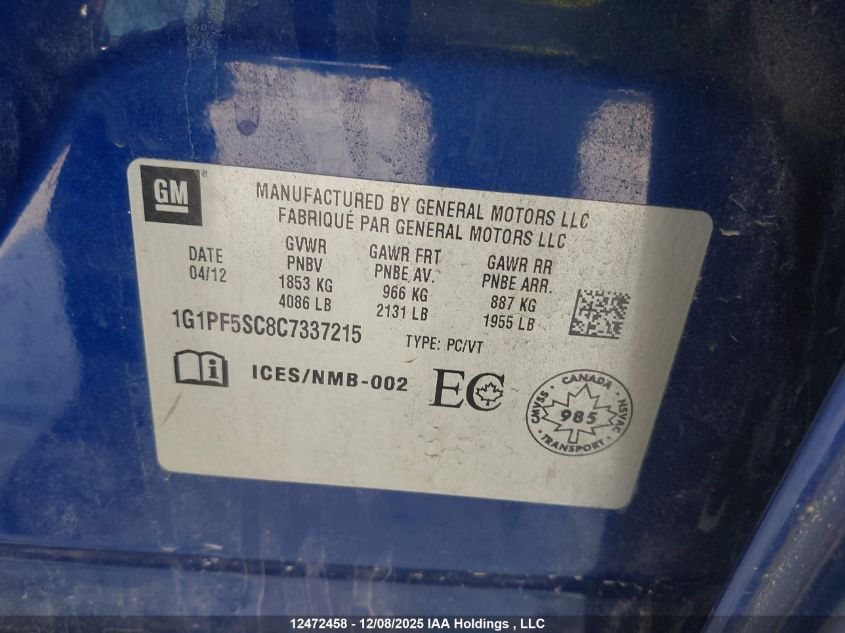 GM
MANUFACTURED BY GENERAL MOTORS LLC
FABRIQUÉ PAR GENERAL MOTORS LLC
DATE
04/12
GVWR
PNBV
1853 KG
4086 LB
GAWR FRT
PNBE AV.
966 KG
2131 LB
GAWR RR
PNBE ARR.
887 KG
1955 LB
1G1PF5SC8C7337215
TYPE: PC/VT
i ICES/NMB-002
EC
CANADA
CMVSS 985 NSVAC
TRANSPORT
12472458 - 12/08/2025 IAA Holdings , LLC